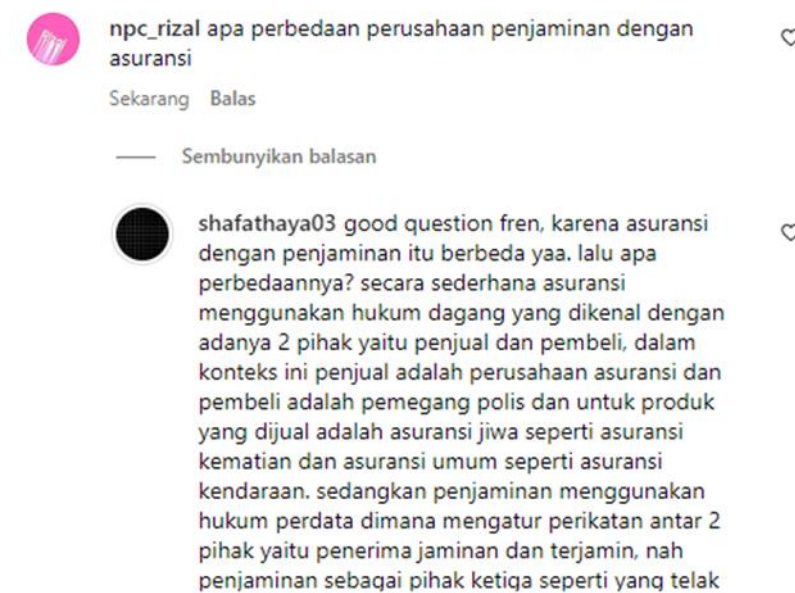 npc_rizal apa perbedaan perusahaan penjaminan dengan
asuransi
Sekarang Balas
Sembunyikan balasan
shafathaya03 good question fren, karena asuransi
dengan penjaminan itu berbeda yaa. lalu apa
perbedaannya? secara sederhana asuransi
menggunakan hukum dagang yang dikenal dengan
adanya 2 pihak yaitu penjual dan pembeli, dalam
konteks ini penjual adalah perusahaan asuransi dan
pembeli adalah pemegang polis dan untuk produk
yang dijual adalah asuransi jiwa seperti asuransi
kematian dan asuransi umum seperti asuransi
kendaraan. sedangkan penjaminan menggunakan
hukum perdata dimana mengatur perikatan antar 2
pihak yaitu penerima jaminan dan terjamin, nah
penjaminan sebagai pihak ketiga seperti yang telak